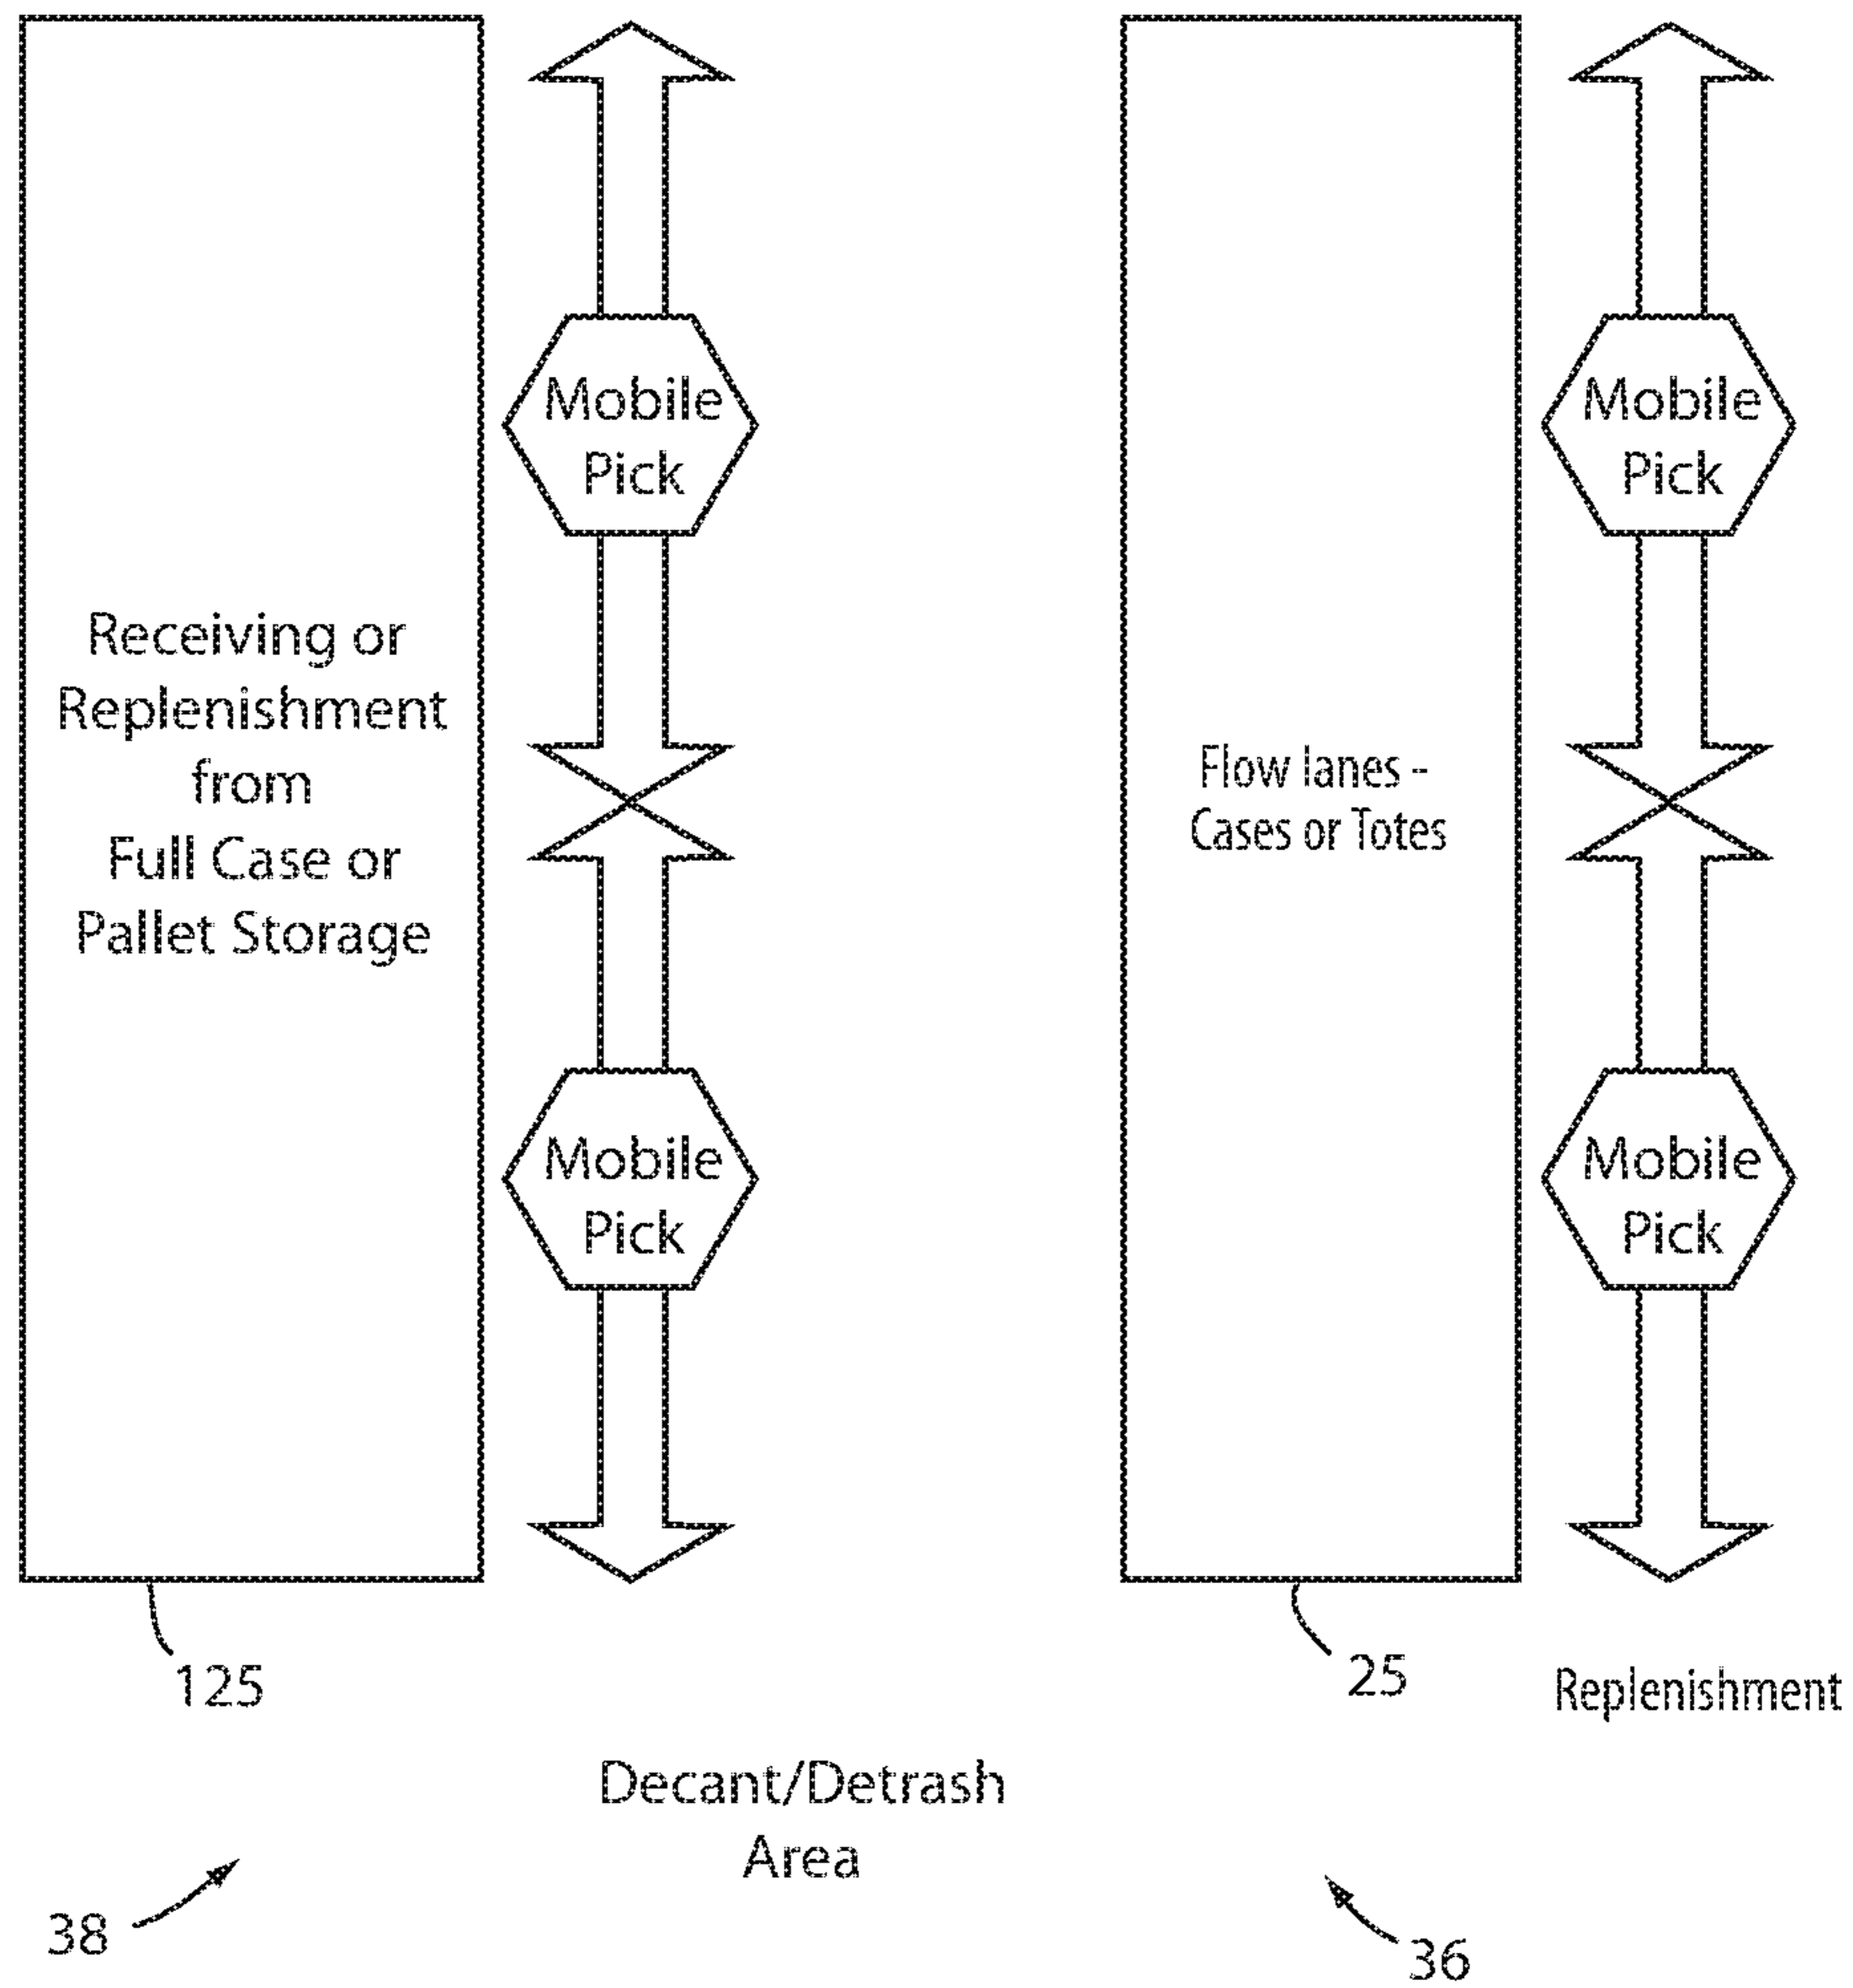 Mobile
Pick
Mobile
Pick
Receiving or
Replenishment
from
Full Case or
Pallet Storage
Flow lanes -
Cases or Totes
Mobile
Pick
Mobile
Pick
125
25
Replenishment
Decant/Detrash
Area
38
36